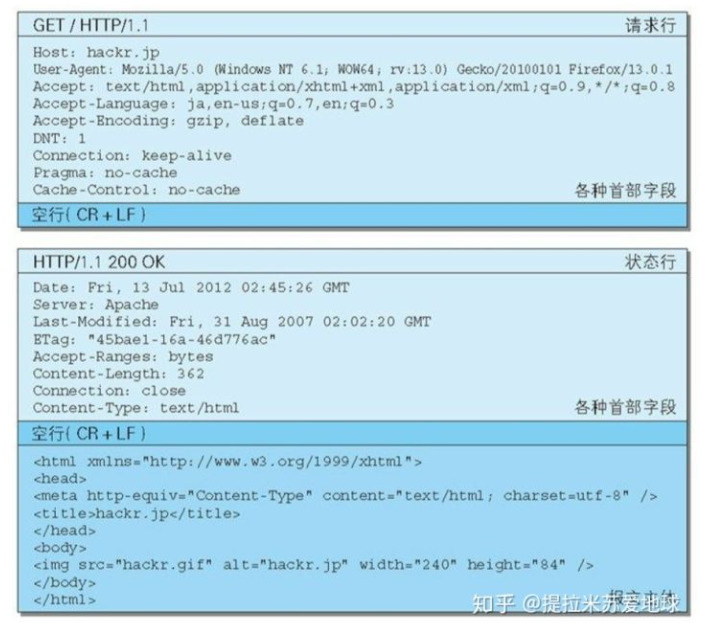 GET / HTTP/1.1 请求行
Host: hackr.jp
User-Agent: Mozilla/5.0 (Windows NT 6.1; WOW64; rv:13.0) Gecko/20100101 Firefox/13.0.1
Accept: text/html,application/xhtml+xml,application/xml;q=0.9,*/*;q=0.8
Accept-Language: ja,en-us;q=0.7,en;q=0.3
Accept-Encoding: gzip, deflate
DNT: 1
Connection: keep-alive
Pragma: no-cache
Cache-Control: no-cache 各种首部字段
空行( CR + LF )
HTTP/1.1 200 OK 状态行
Date: Fri, 13 Jul 2012 02:45:26 GMT
Server: Apache
Last-Modified: Fri, 31 Aug 2007 02:02:20 GMT
ETag: "45bae1-16a-46d776ac"
Accept-Ranges: bytes
Content-Length: 362
Connection: close
Content-Type: text/html 各种首部字段
空行( CR + LF )
<html xmlns="http://www.w3.org/1999/xhtml">
<head>
<meta http-equiv="Content-Type" content="text/html; charset=utf-8" />
<title>hackr.jp</title>
</head>
<body>
<img src="hackr.gif" alt="hackr.jp" width="240" height="84" />
</body>
</html> 报文主体
知乎 @提拉米苏爱地球